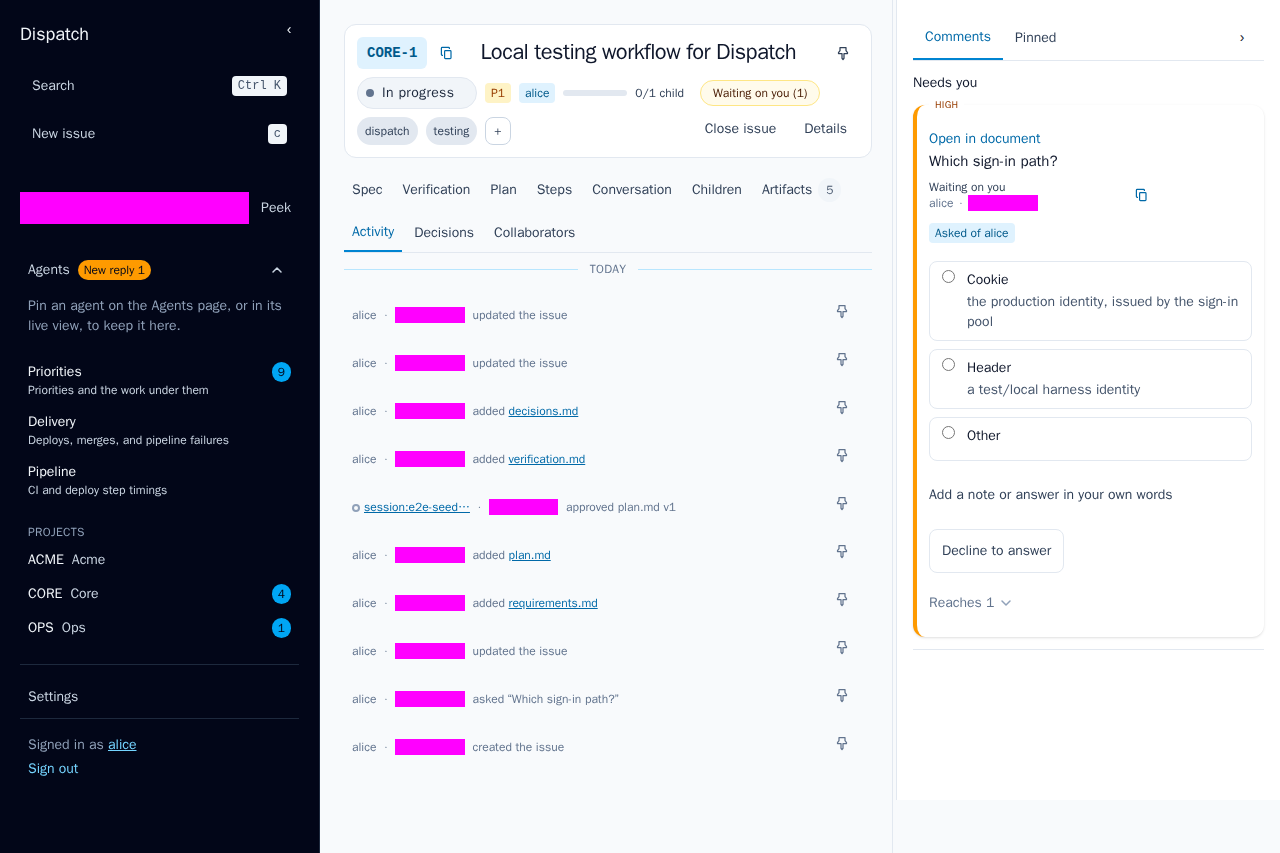 Dispatch
Search
Ctrl K
New issue
C
Peek
Agents
New reply 1
Pin an agent on the Agents page, or in its
live view, to keep it here.
Priorities
9
Priorities and the work under them
Delivery
Deploys, merges, and pipeline failures
Pipeline
CI and deploy step timings
PROJECTS
ACME Acme
CORE Core
4
OPS Ops
1
Settings
Signed in as alice
Sign out
CORE-1
Local testing workflow for Dispatch
In progress
P1
alice
0/1 child
Waiting on you (1)
dispatch
testing
+
Close issue
Details
Spec
Verification
Plan
Steps
Conversation
Children
Artifacts 5
Activity
Decisions
Collaborators
TODAY
alice · updated the issue
alice · updated the issue
alice · added decisions.md
alice · added verification.md
session:e2e-seed… · approved plan.md v1
alice · added plan.md
alice · added requirements.md
alice · updated the issue
alice · asked “Which sign-in path?”
alice · created the issue
Comments
Pinned
Needs you
HIGH
Open in document
Which sign-in path?
Waiting on you
alice ·
Asked of alice
Cookie
the production identity, issued by the sign-in
pool
Header
a test/local harness identity
Other
Add a note or answer in your own words
Decline to answer
Reaches 1